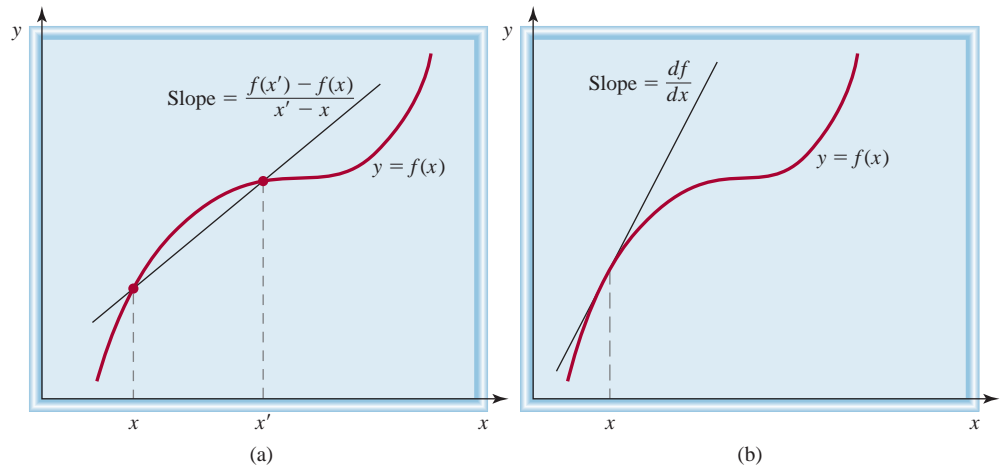 y
Slope = f(x′) − f(x) / x′ − x
y = f(x)
x
x′
x
(a)
y
Slope = df / dx
y = f(x)
x
x
(b)